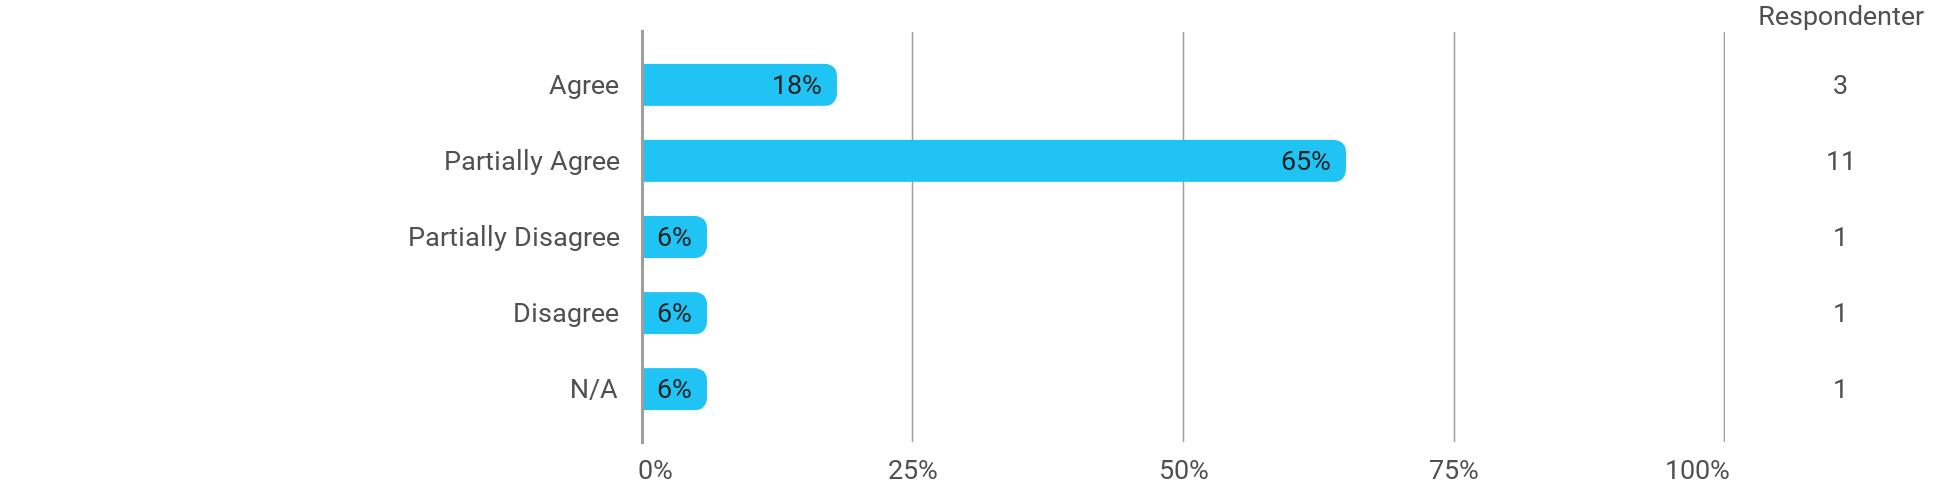 Respondenter
Agree 18% 3
Partially Agree 65% 11
Partially Disagree 6% 1
Disagree 6% 1
N/A 6% 1
0% 25% 50% 75% 100%